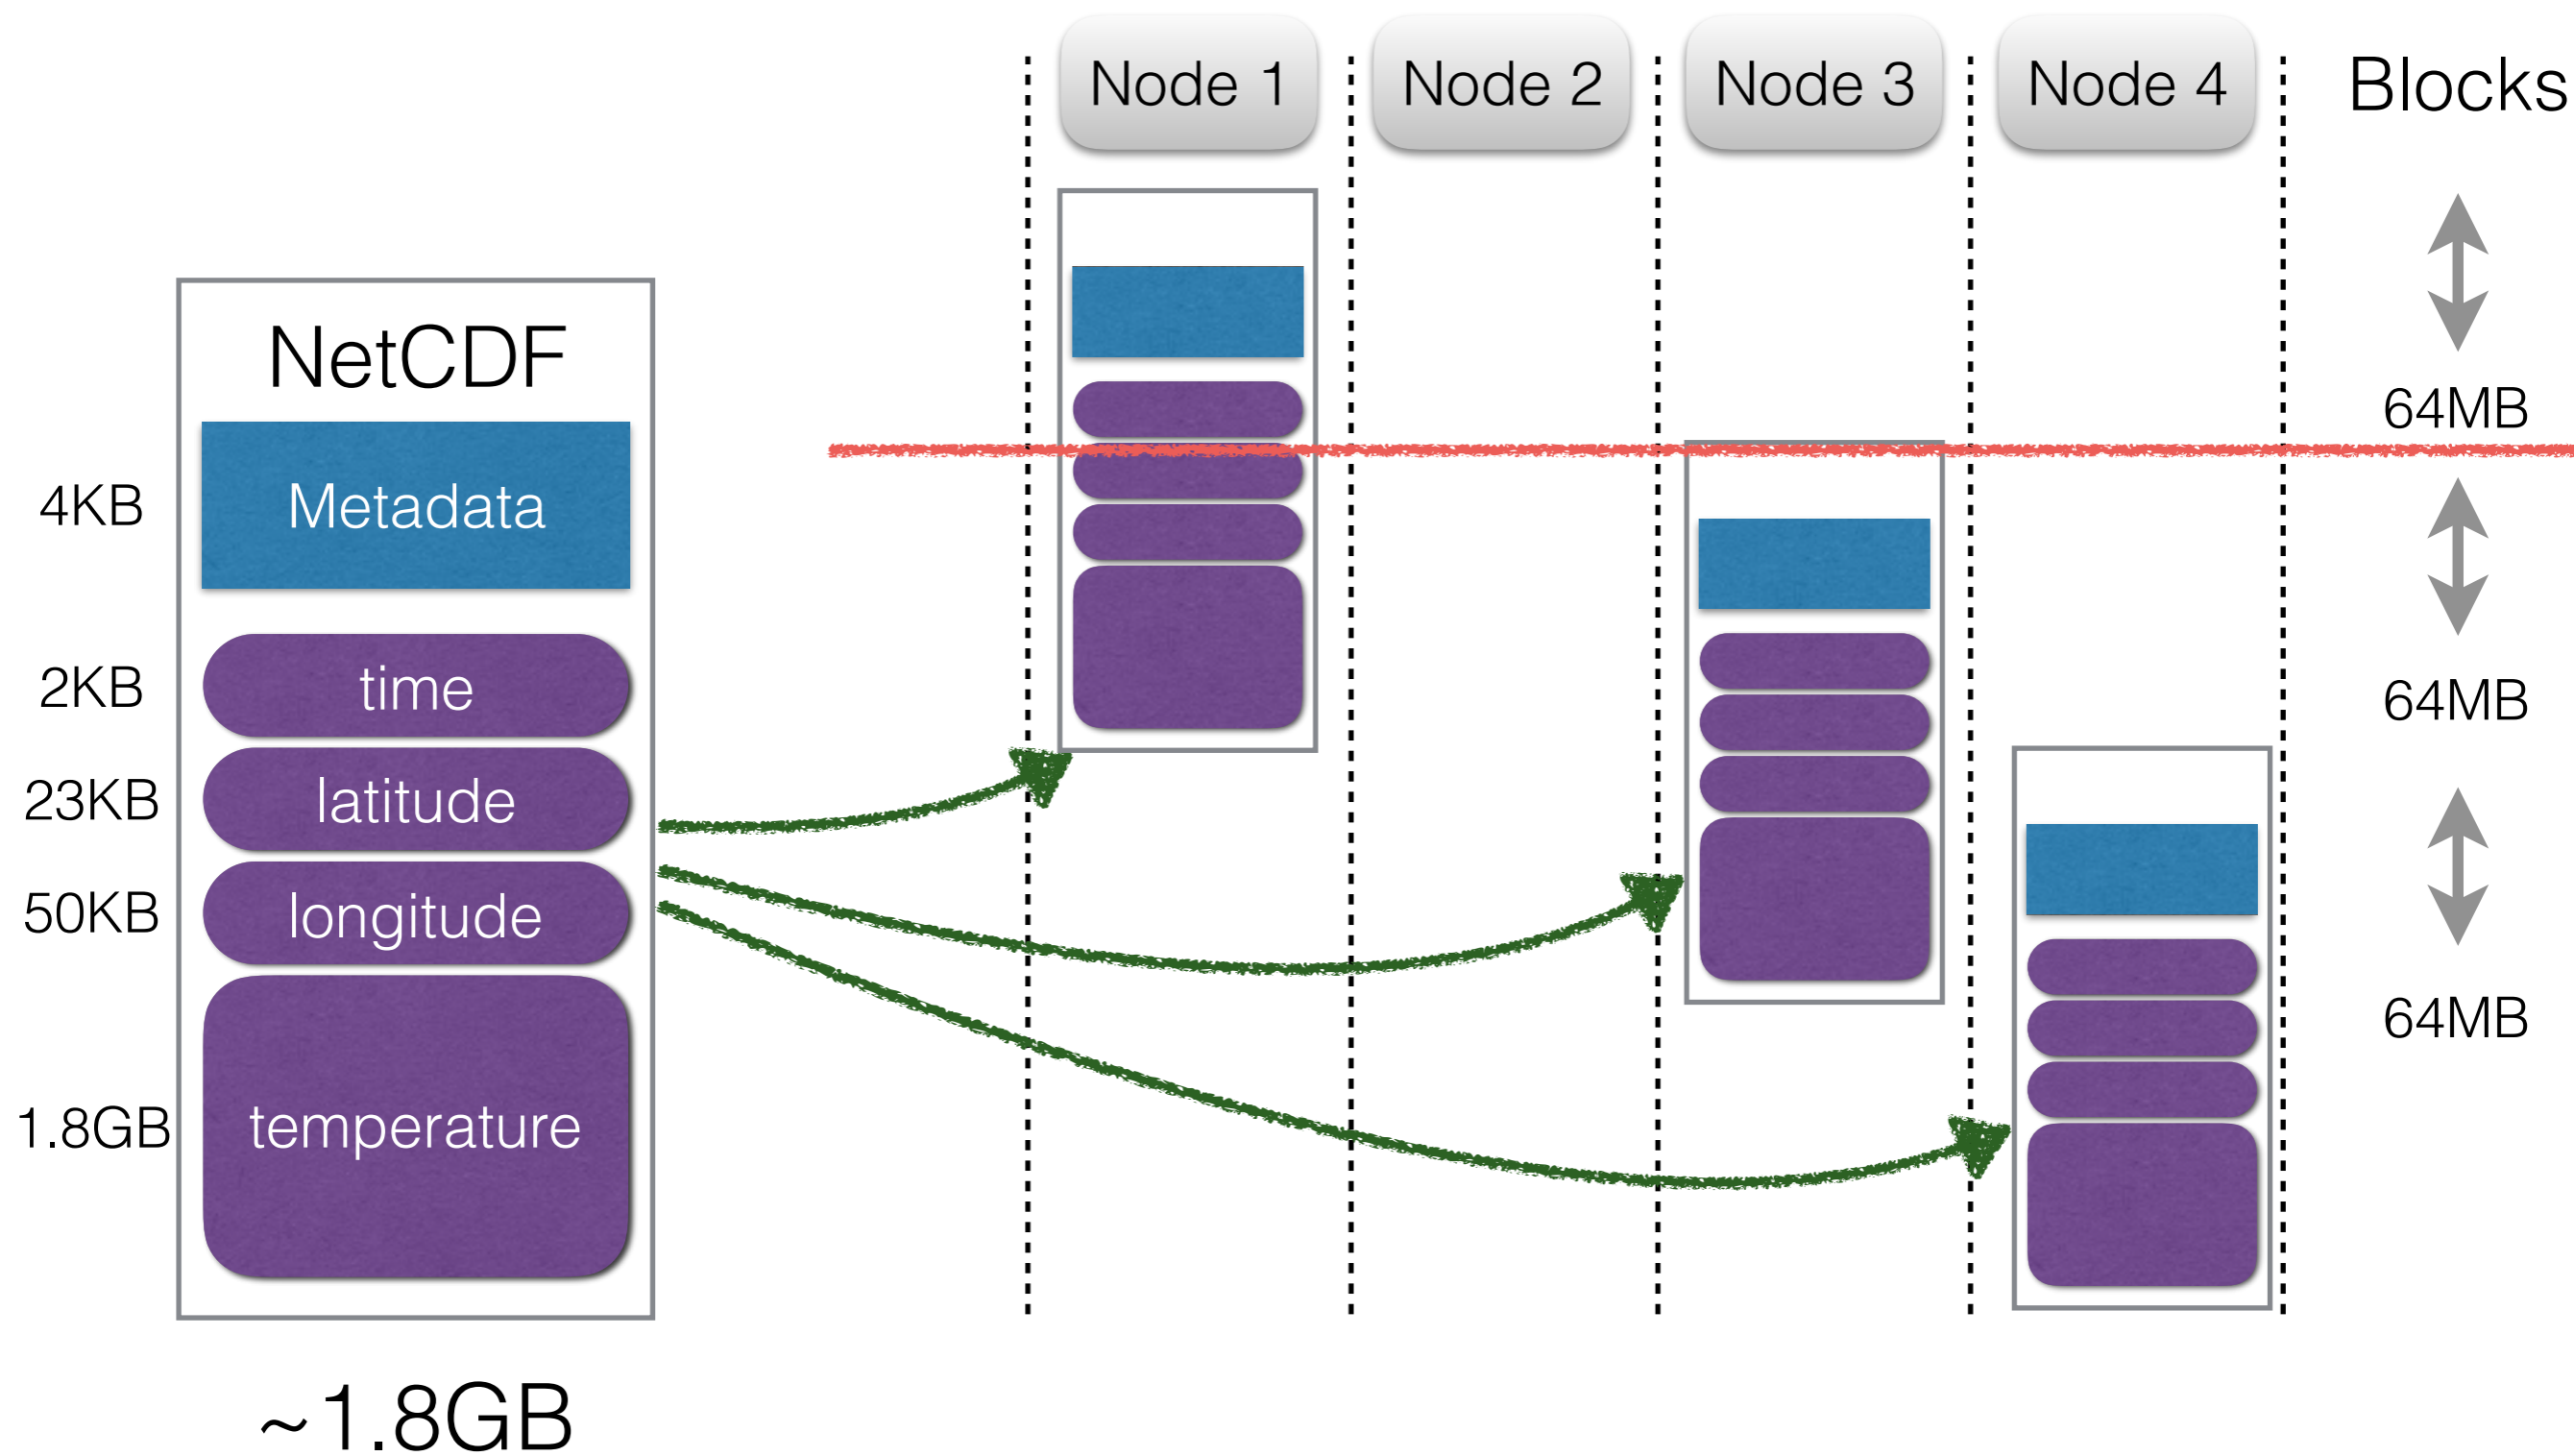 Node 1
Node 2
Node 3
Node 4
Blocks
NetCDF
Metadata
4KB
time
2KB
latitude
23KB
longitude
50KB
temperature
1.8GB
~1.8GB
64MB
64MB
64MB